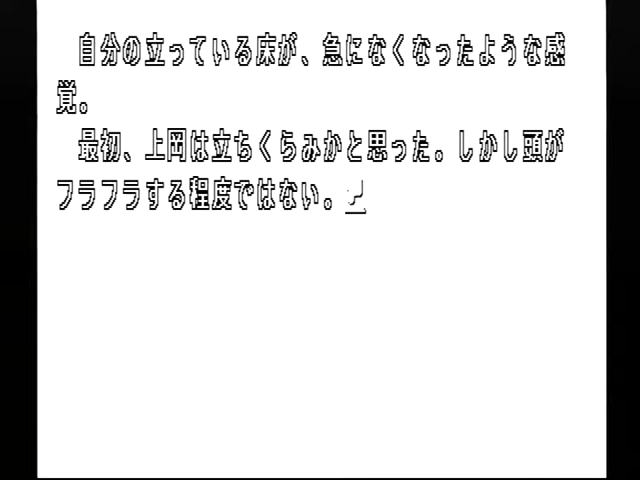 自分の立っている床が、急になくなったような感
覚。
最初、上岡は立ちくらみかと思った。しかし頭が
フラフラする程度ではない。